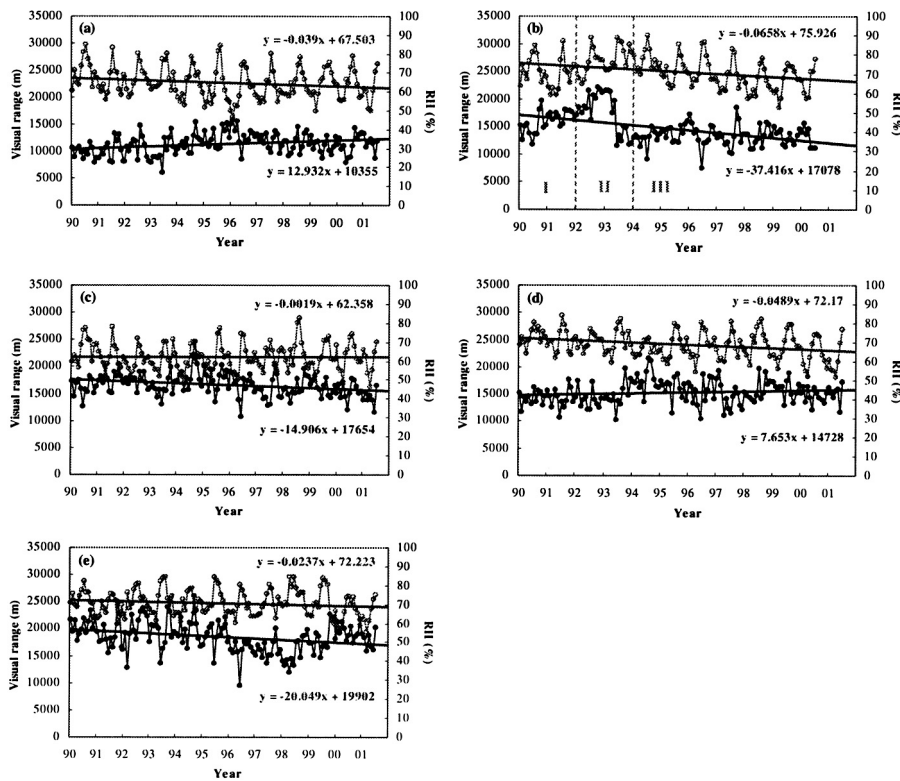 (a)
y = -0.039x + 67.503
y = 12.932x + 10355
Visual range (m)
35000
30000
25000
20000
15000
10000
5000
0
100
90
80
70
60
50
40
30
20
10
0
RH (%)
90 91 92 93 94 95 96 97 98 99 00 01
Year
(b)
y = -0.0658x + 75.926
y = -37.416x + 17078
I II III
Visual range (m)
35000
30000
25000
20000
15000
10000
5000
0
100
90
80
70
60
50
40
30
20
10
0
RH (%)
90 91 92 93 94 95 96 97 98 99 00 01
Year
(c)
y = -0.0019x + 62.358
y = -14.906x + 17654
Visual range (m)
35000
30000
25000
20000
15000
10000
5000
0
100
90
80
70
60
50
40
30
20
10
0
RH (%)
90 91 92 93 94 95 96 97 98 99 00 01
Year
(d)
y = -0.0489x + 72.17
y = 7.653x + 14728
Visual range (m)
35000
30000
25000
20000
15000
10000
5000
0
100
90
80
70
60
50
40
30
20
10
0
RH (%)
90 91 92 93 94 95 96 97 98 99 00 01
Year
(e)
y = -0.0237x + 72.223
y = -20.049x + 19902
Visual range (m)
35000
30000
25000
20000
15000
10000
5000
0
100
90
80
70
60
50
40
30
20
10
0
RH (%)
90 91 92 93 94 95 96 97 98 99 00 01
Year